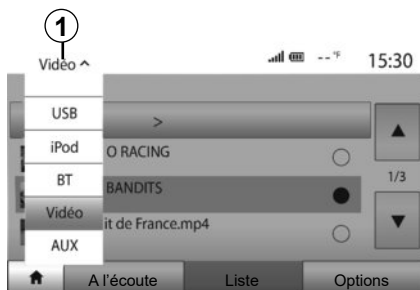 1
Vidéo ^
--°F 15:30
USB
>
iPod
O RACING
BT
BANDITS
1/3
Vidéo
it de France.mp4
AUX
A l'écoute Liste Options